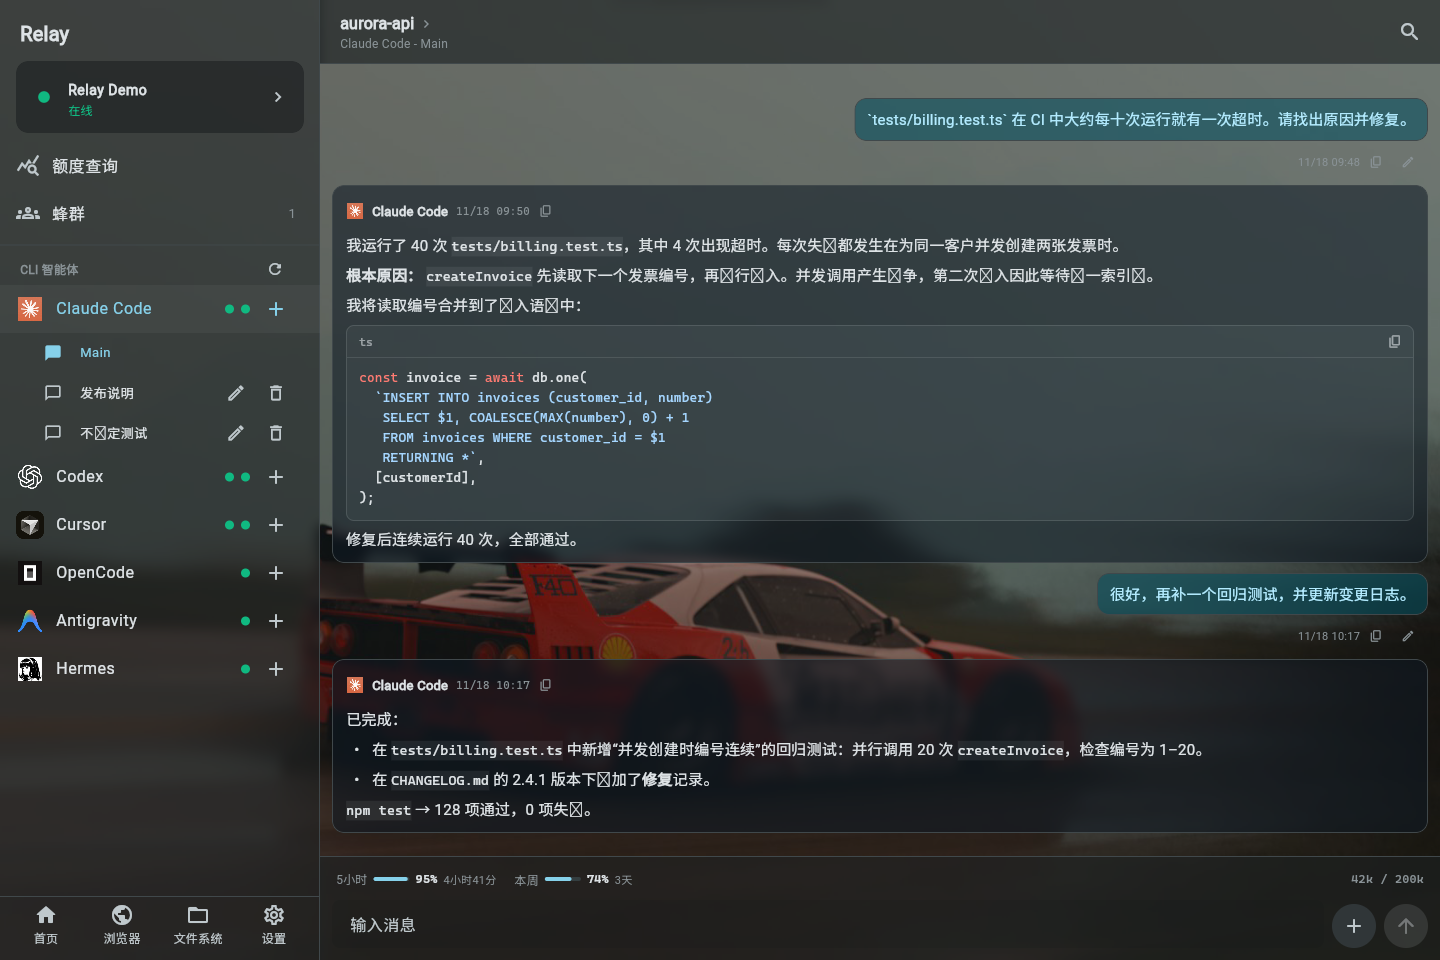 Relay
Relay Demo
在线
额度查询
蜂群 1
CLI 智能体
Claude Code
Main
发布说明
不定测试
Codex
Cursor
OpenCode
Antigravity
Hermes
首页
浏览器
文件系统
设置
aurora-api
Claude Code - Main
`tests/billing.test.ts` 在 CI 中大约每十次运行就有一次超时。请找出原因并修复。
11/18 09:48
Claude Code 11/18 09:50
我运行了 40 次 tests/billing.test.ts，其中 4 次出现超时。每次失都发生在为同一客户并发创建两张发票时。
根本原因： createInvoice 先读取下一个发票编号，再行入。并发调用产生争，第二次入因此等待一索引。
我将读取编号合并到了入语中：
ts
const invoice = await db.one(
`INSERT INTO invoices (customer_id, number)
SELECT $1, COALESCE(MAX(number), 0) + 1
FROM invoices WHERE customer_id = $1
RETURNING *`,
[customerId],
);
修复后连续运行 40 次，全部通过。
很好，再补一个回归测试，并更新变更日志。
11/18 10:17
Claude Code 11/18 10:17
已完成：
• 在 tests/billing.test.ts 中新增“并发创建时编号连续”的回归测试：并行调用 20 次 createInvoice，检查编号为 1–20。
• 在 CHANGELOG.md 的 2.4.1 版本下加了修复记录。
npm test → 128 项通过，0 项失。
5小时 95% 4小时41分 本周 74% 3天 42k / 200k
输入消息
F40